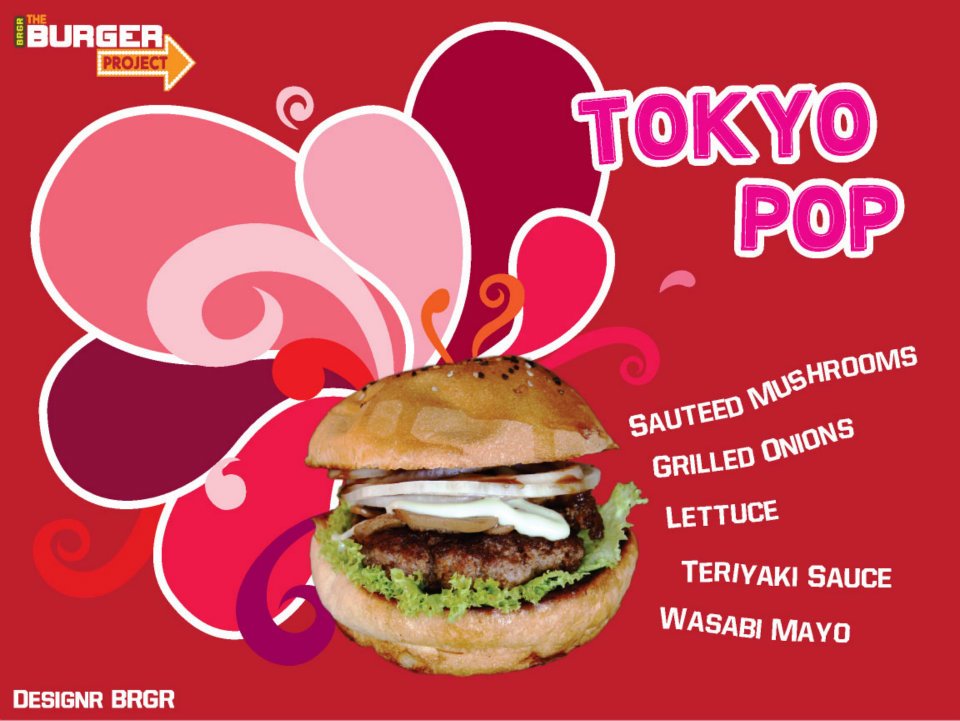 BRGR
THE
BURGER
PROJECT
TOKYO
POP
SAUTEED MUSHROOMS
GRILLED ONIONS
LETTUCE
TERIYAKI SAUCE
WASABI MAYO
DESIGNR BRGR